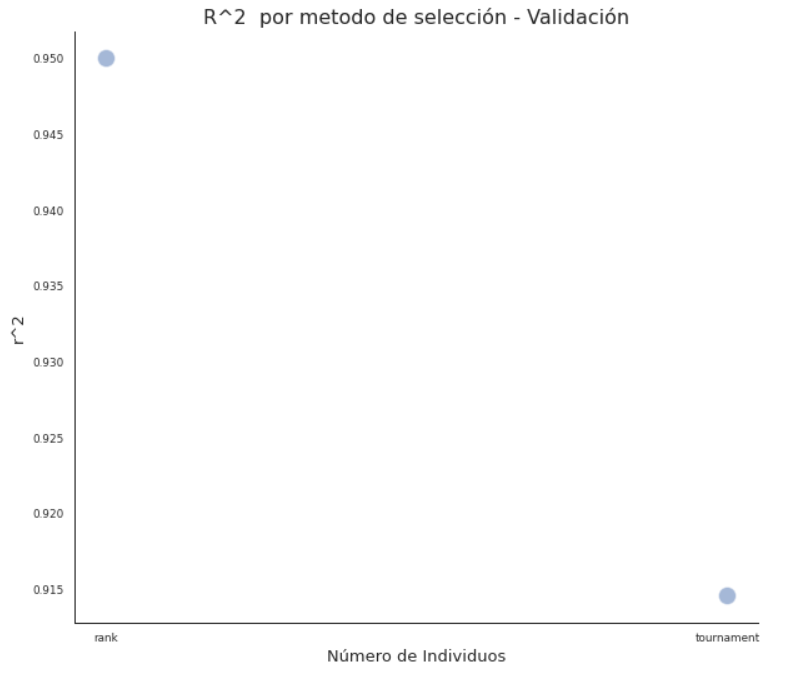 R^2  por metodo de selección - Validación
0.950
0.945
0.940
0.935
0.930
0.925
0.920
0.915
r^2
rank
tournament
Número de Individuos